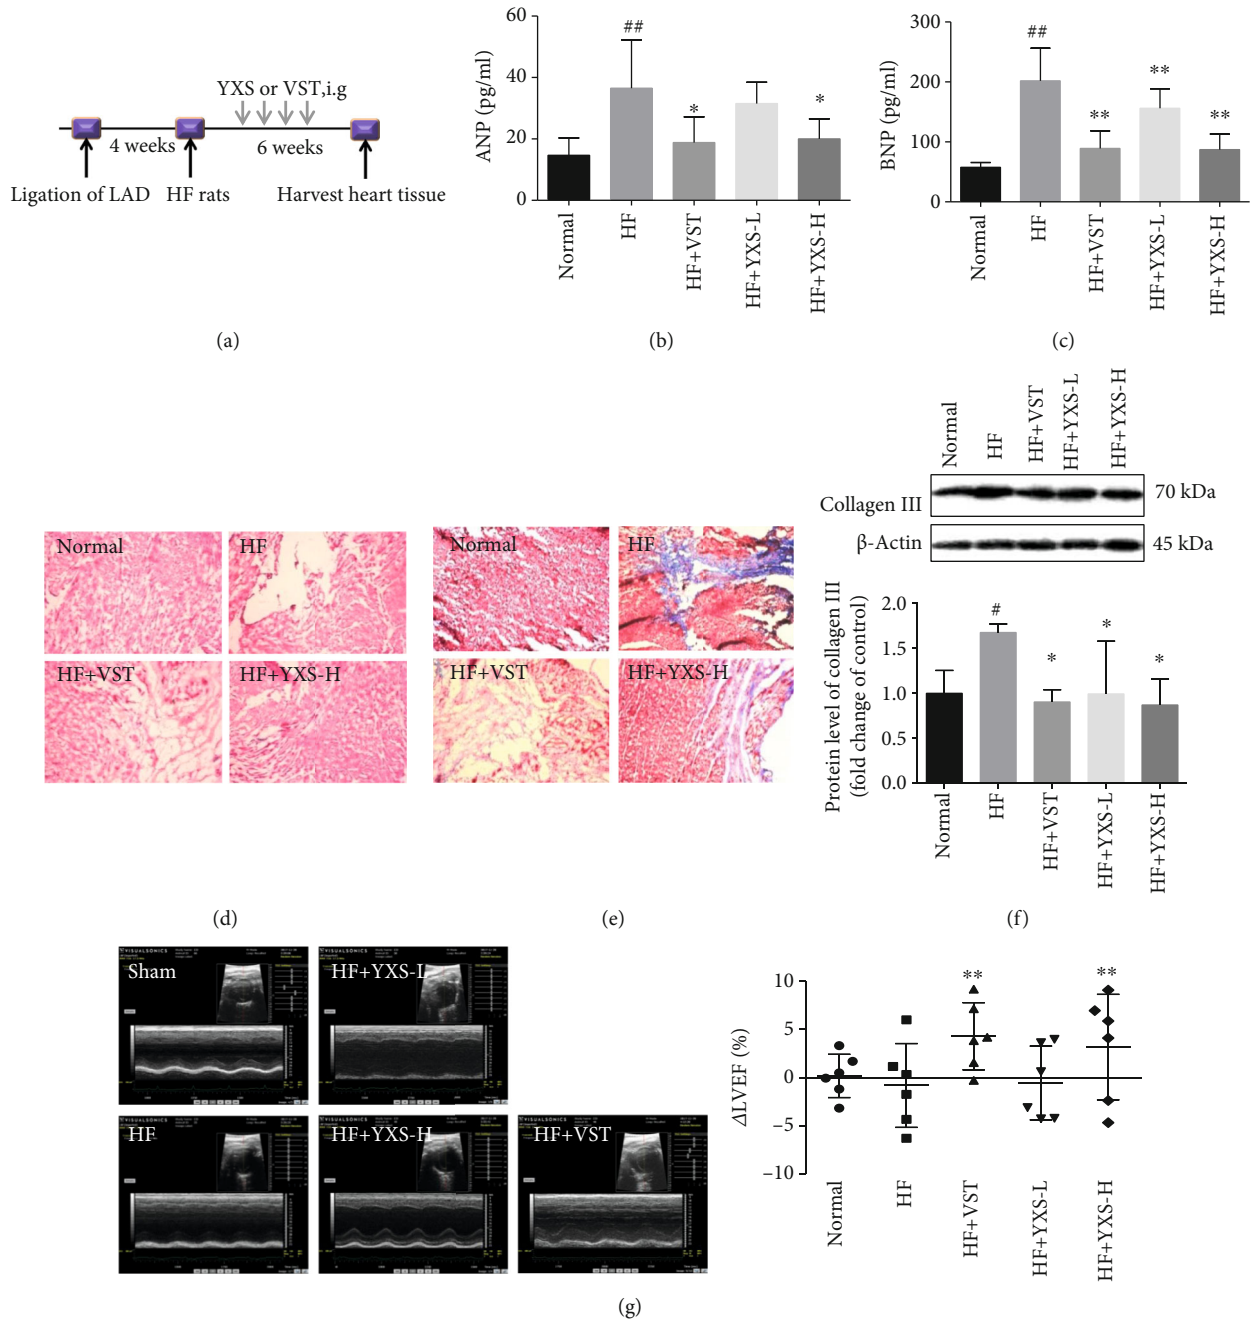 YXS or VST,i.g
4 weeks
6 weeks
Ligation of LAD
HF rats
Harvest heart tissue
(a)
ANP (pg/ml)
60
40
20
0
##
*
*
Normal
HF
HF+VST
HF+YXS-L
HF+YXS-H
(b)
BNP (pg/ml)
300
200
100
0
##
**
**
**
Normal
HF
HF+VST
HF+YXS-L
HF+YXS-H
(c)
Normal
HF
HF+VST
HF+YXS-H
(d)
Normal
HF
HF+VST
HF+YXS-H
(e)
Normal
HF
HF+VST
HF+YXS-L
HF+YXS-H
Collagen III
70 kDa
β-Actin
45 kDa
Protein level of collagen III
(fold change of control)
2.0
1.5
1.0
0.5
0.0
#
*
*
*
Normal
HF
HF+VST
HF+YXS-L
HF+YXS-H
(f)
VISUALSONICS
Sham
VISUALSONICS
HF+YXS-L
HF
HF+YXS-H
HF+VST
ΔLVEF (%)
10
5
0
–5
–10
**
**
Normal
HF
HF+VST
HF+YXS-L
HF+YXS-H
(g)